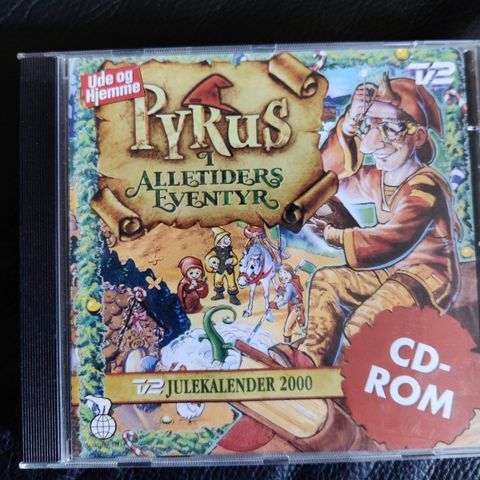 Ude og
Hjemme
TV2
PYRUS
I
ALLETIDERS
EVENTYR
CD-
ROM
TV2 JULEKALENDER 2000